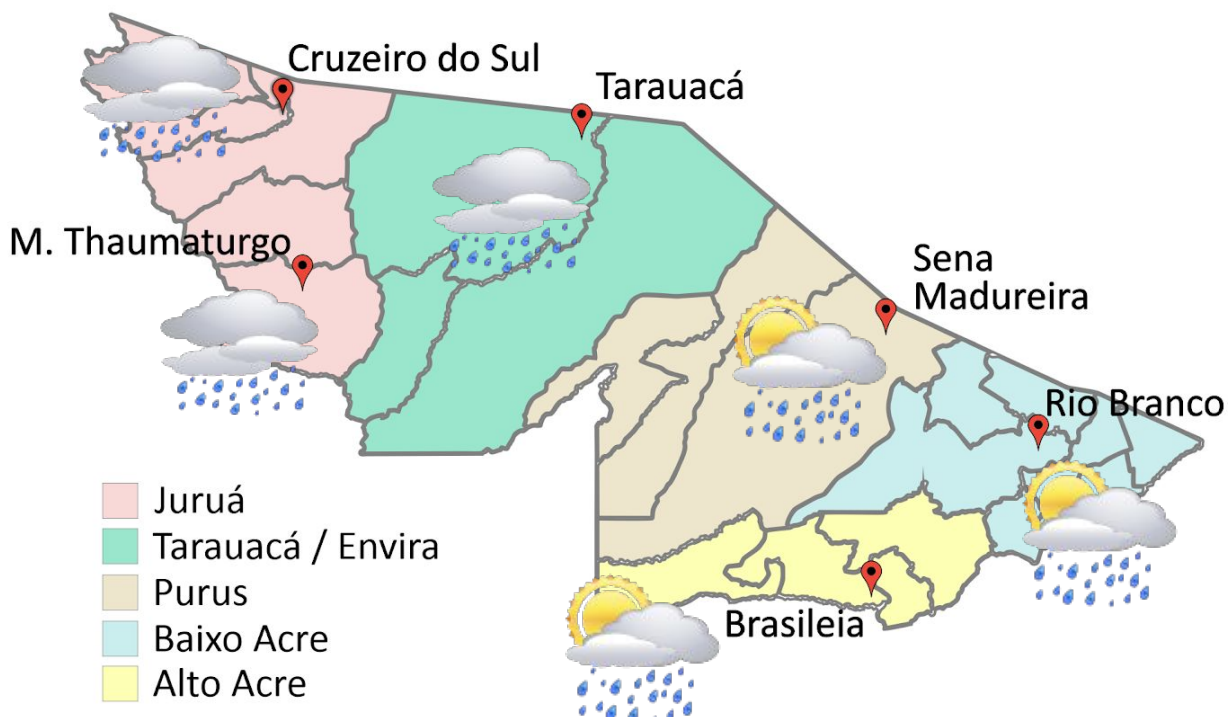 Cruzeiro do Sul
Tarauacá
M. Thaumaturgo
Sena
Madureira
Rio Branco
Brasileia
Juruá
Tarauacá / Envira
Purus
Baixo Acre
Alto Acre